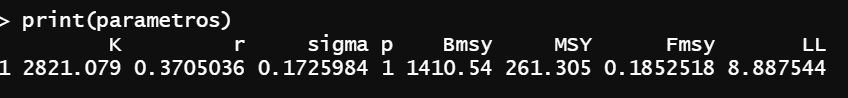 > print(parametros)
K r sigma p Bmsy MSY Fmsy LL
1 2821.079 0.3705036 0.1725984 1 1410.54 261.305 0.1852518 8.887544